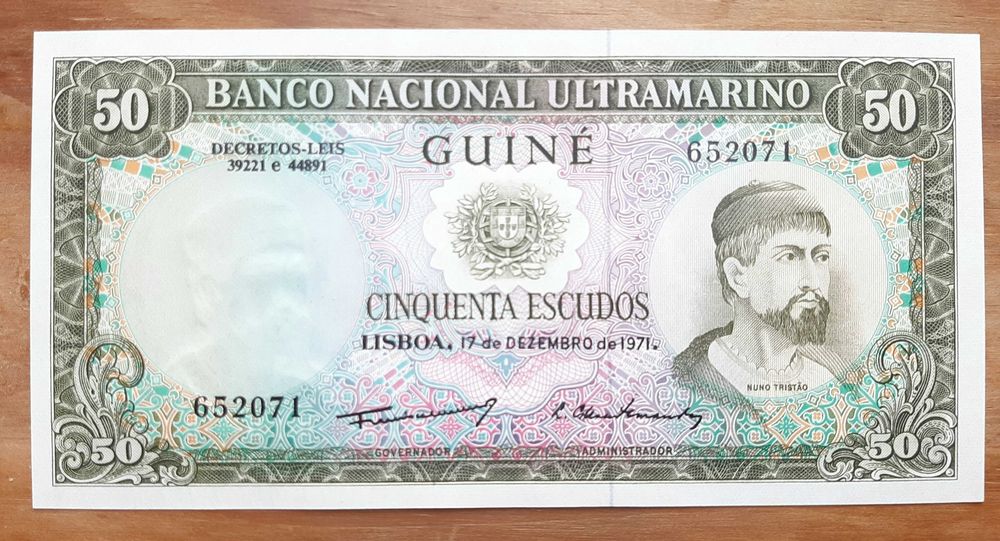 50 BANCO NACIONAL ULTRAMARINO 50
DECRETOS-LEIS
39221 e 44891
GUINÉ
652071
CINQUENTA ESCUDOS
LISBOA, 17 de DEZEMBRO de 1971.
NUNO TRISTÃO
652071
GOVERNADOR
ADMINISTRADOR
50
50